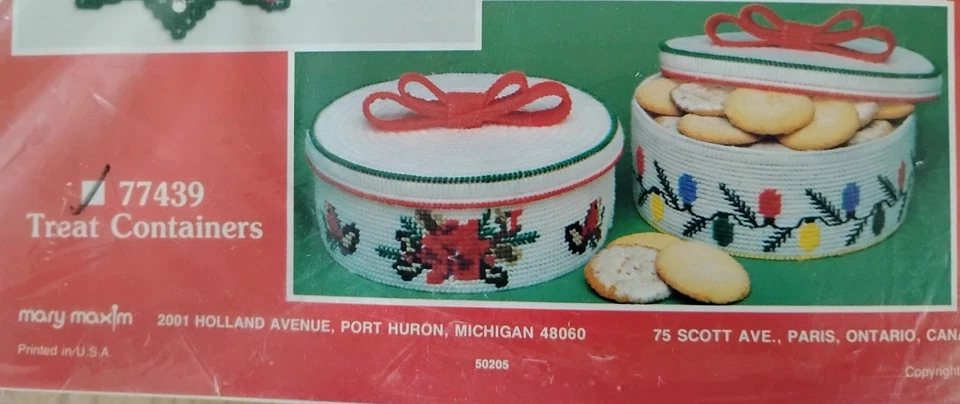 77439
Treat Containers
mary maxim 2001 HOLLAND AVENUE, PORT HURON, MICHIGAN 48060 75 SCOTT AVE., PARIS, ONTARIO,
Printed in U.S.A.
50205
Copyright